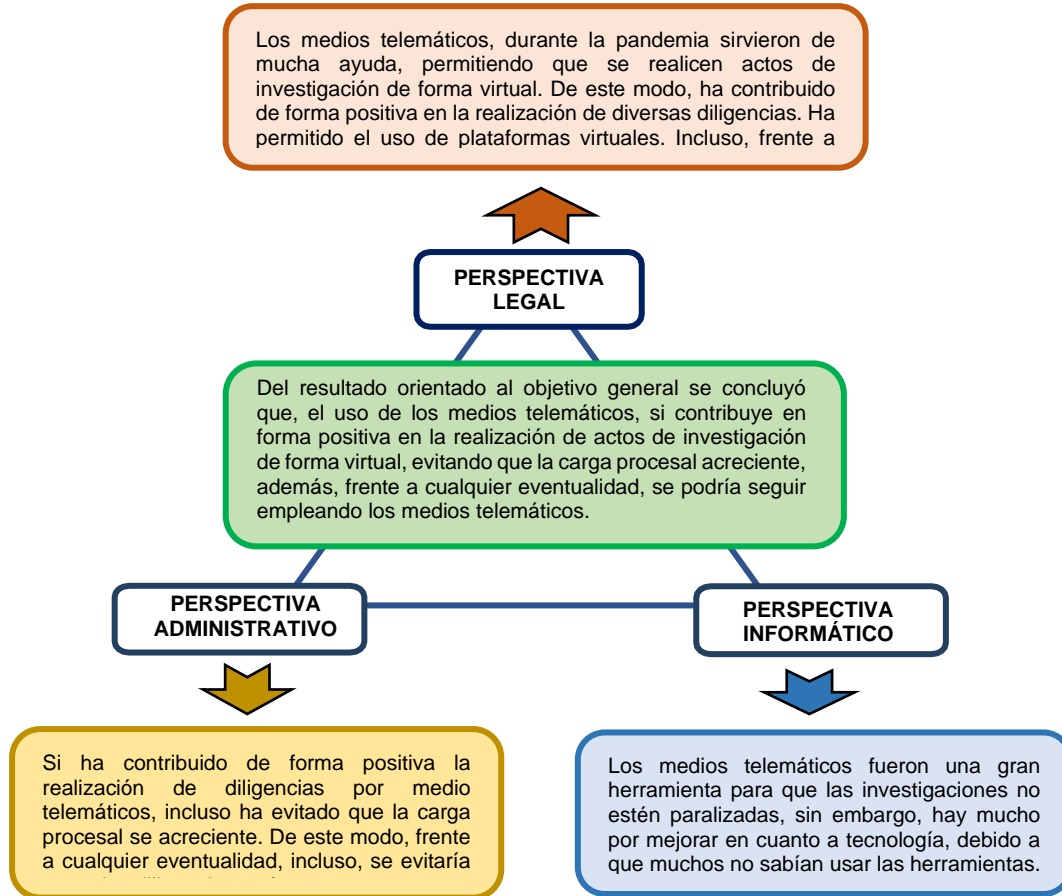 Los medios telemáticos, durante la pandemia sirvieron de
mucha ayuda, permitiendo que se realicen actos de
investigación de forma virtual. De este modo, ha contribuido
de forma positiva en la realización de diversas diligencias. Ha
permitido el uso de plataformas virtuales. Incluso, frente a
PERSPECTIVA
LEGAL
Del resultado orientado al objetivo general se concluyó
que, el uso de los medios telemáticos, si contribuye en
forma positiva en la realización de actos de investigación
de forma virtual, evitando que la carga procesal acreciente,
además, frente a cualquier eventualidad, se podría seguir
empleando los medios telemáticos.
PERSPECTIVA
ADMINISTRATIVO
PERSPECTIVA
INFORMÁTICO
Si ha contribuido de forma positiva la
realización de diligencias por medio
telemáticos, incluso ha evitado que la carga
procesal se acreciente. De este modo, frente
a cualquier eventualidad, incluso, se evitaría
Los medios telemáticos fueron una gran
herramienta para que las investigaciones no
estén paralizadas, sin embargo, hay mucho
por mejorar en cuanto a tecnología, debido a
que muchos no sabían usar las herramientas.